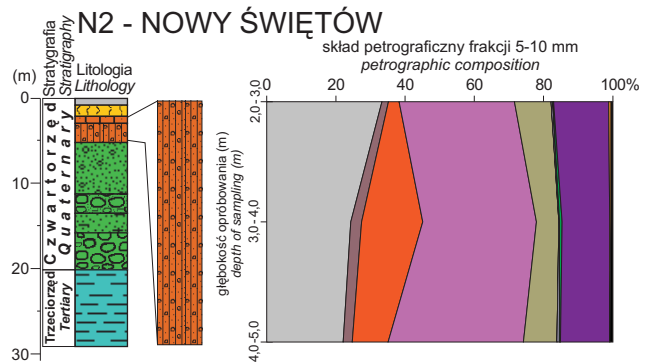 N2 - NOWY ŚWIĘTÓW
Stratygrafia
Stratigraphy
(m)
Litologia
Lithology
0
10
20
30
Czwartorzęd
Quaternary
Trzeciorzęd
Tertiary
skład petrograficzny frakcji 5-10 mm
petrographic composition
0 20 40 60 80 100%
głębokość opróbowania (m)
depth of sampling (m)
2,0-3,0
3,0-4,0
4,0-5,0